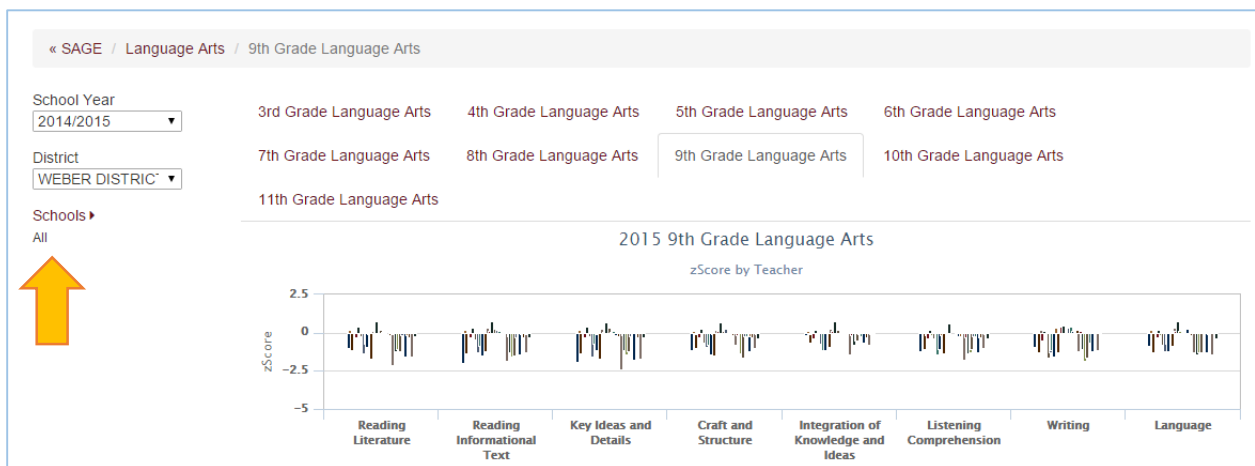 « SAGE / Language Arts / 9th Grade Language Arts
School Year
2014/2015
District
WEBER DISTRICT
Schools
All
3rd Grade Language Arts 4th Grade Language Arts 5th Grade Language Arts 6th Grade Language Arts
7th Grade Language Arts 8th Grade Language Arts 9th Grade Language Arts 10th Grade Language Arts
11th Grade Language Arts
2015 9th Grade Language Arts
zScore by Teacher
zScore
2.5
0
-2.5
-5
Reading
Literature
Reading
Informational
Text
Key Ideas and
Details
Craft and
Structure
Integration of
Knowledge and
Ideas
Listening
Comprehension
Writing
Language